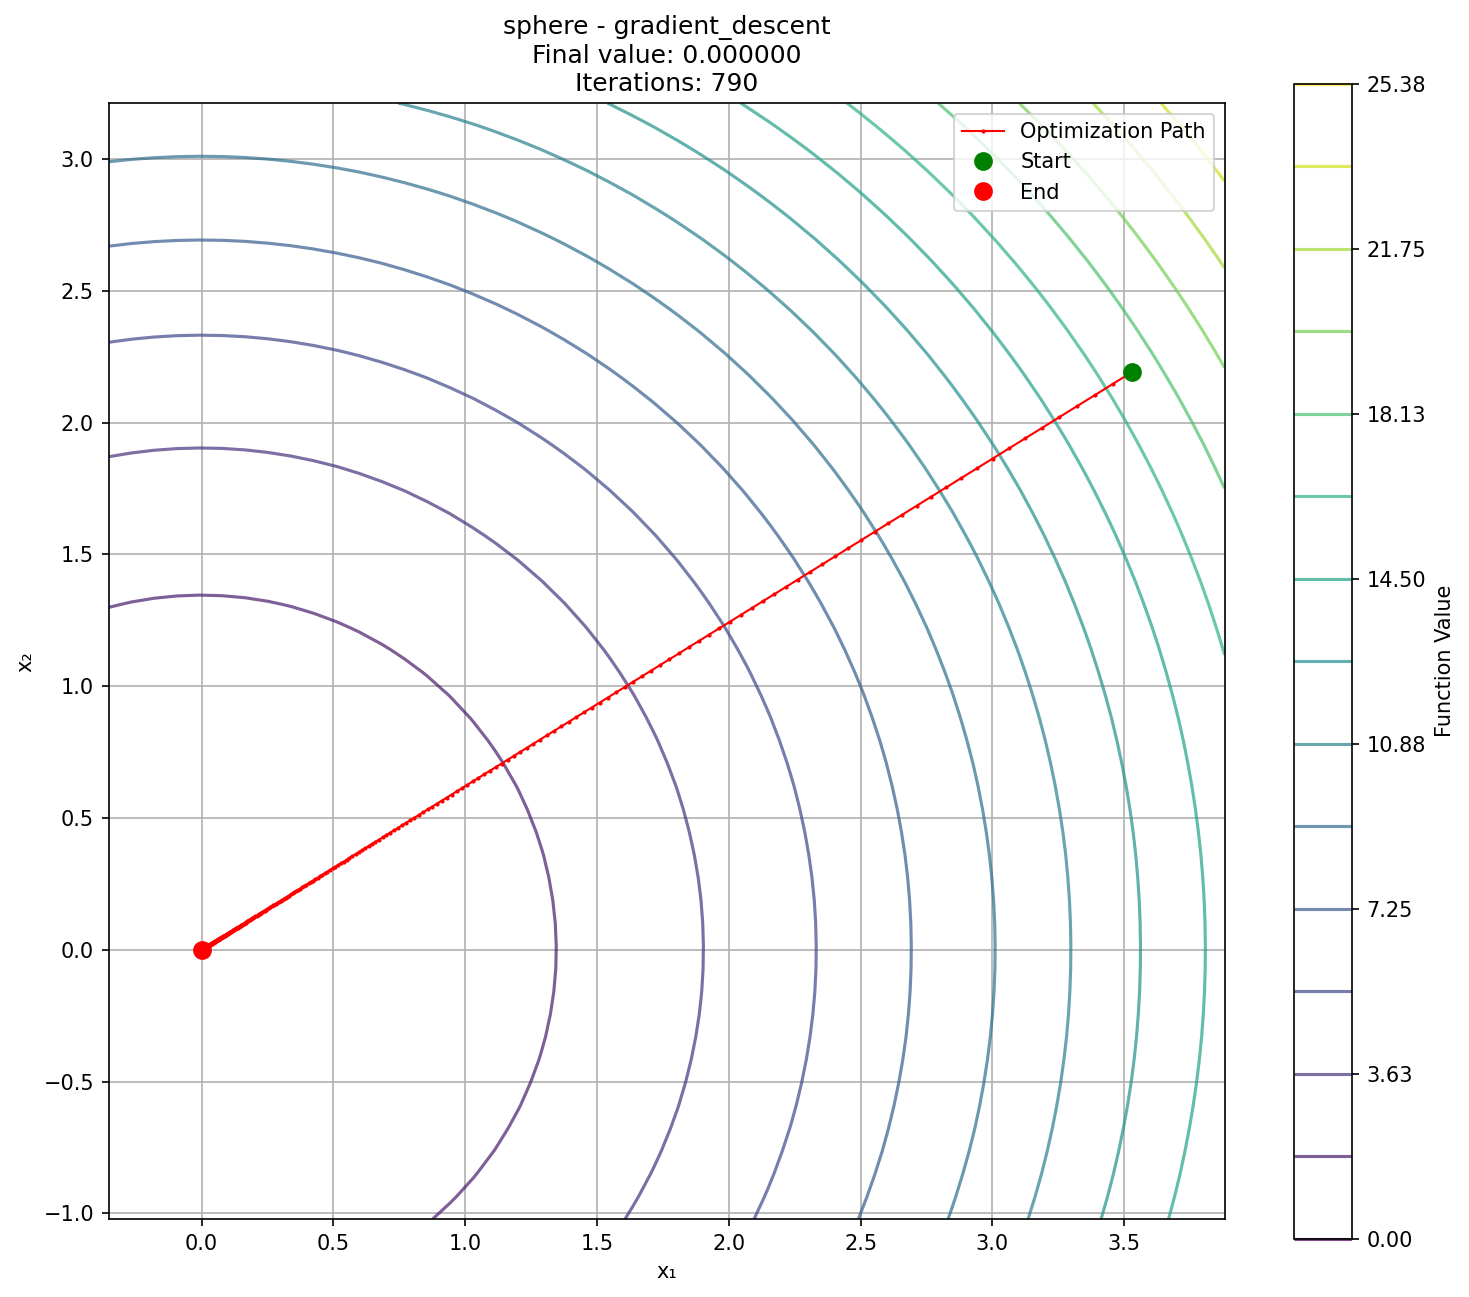 sphere - gradient_descent
Final value: 0.000000
Iterations: 790
Optimization Path
Start
End
3.0
2.5
2.0
1.5
1.0
0.5
0.0
−0.5
−1.0
x₂
0.0
0.5
1.0
1.5
2.0
2.5
3.0
3.5
x₁
25.38
21.75
18.13
14.50
10.88
7.25
3.63
0.00
Function Value